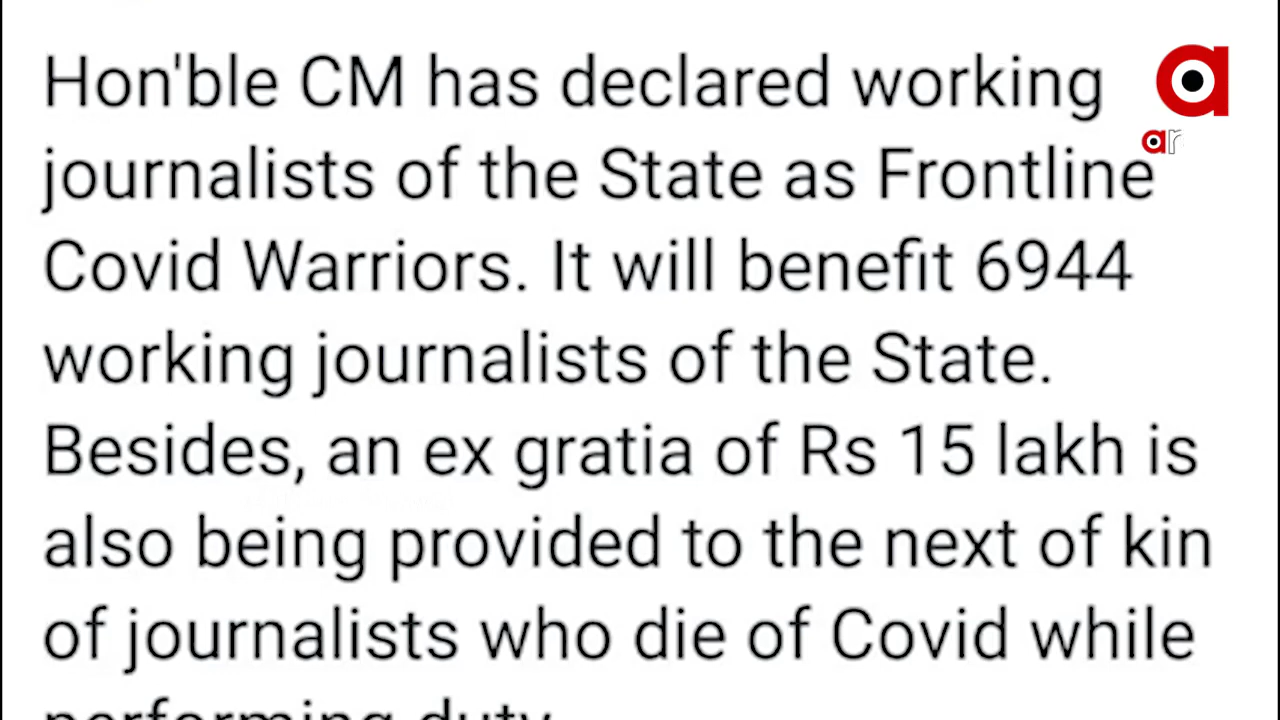 Hon'ble CM has declared working
journalists of the State as Frontline
Covid Warriors. It will benefit 6944
working journalists of the State.
Besides, an ex gratia of Rs 15 lakh is
also being provided to the next of kin
of journalists who die of Covid while
performing duty